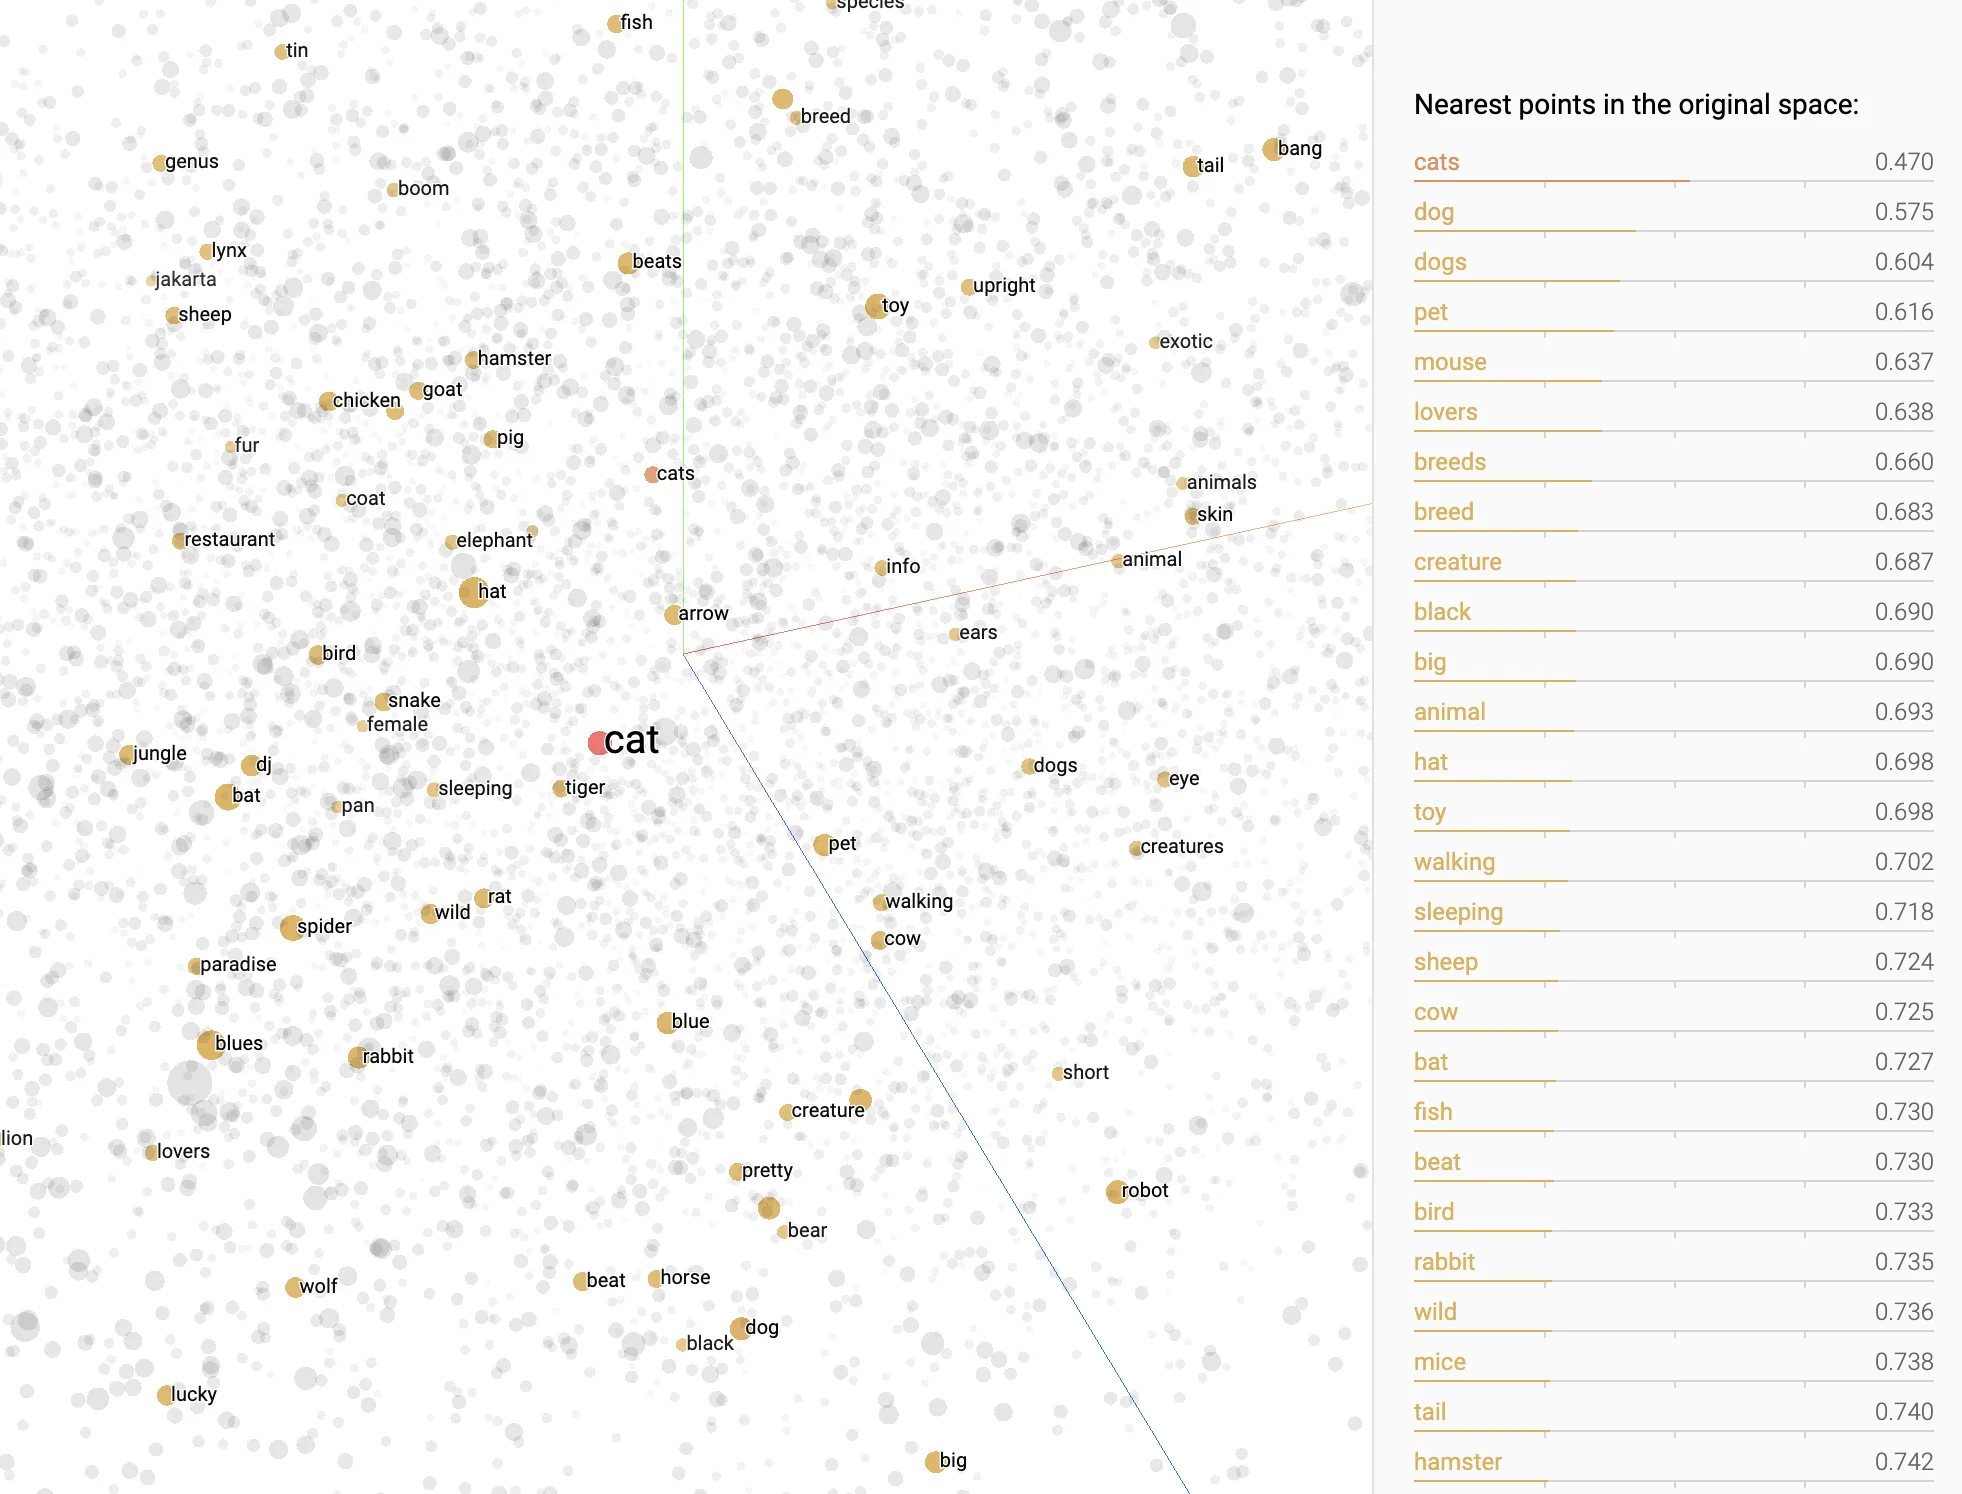 species
fish
tin
breed
bang
genus
tail
boom
lynx
beats
jakarta
upright
toy
sheep
exotic
hamster
goat
chicken
pig
fur
cats
animals
coat
skin
restaurant
elephant
animal
info
hat
arrow
ears
bird
snake
female
cat
jungle
dj
dogs
eye
sleeping
tiger
bat
pan
pet
creatures
rat
walking
wild
spider
cow
paradise
blue
blues
rabbit
short
creature
lion
lovers
pretty
robot
bear
horse
beat
wolf
dog
black
lucky
big
Nearest points in the original space:
cats 0.470
dog 0.575
dogs 0.604
pet 0.616
mouse 0.637
lovers 0.638
breeds 0.660
breed 0.683
creature 0.687
black 0.690
big 0.690
animal 0.693
hat 0.698
toy 0.698
walking 0.702
sleeping 0.718
sheep 0.724
cow 0.725
bat 0.727
fish 0.730
beat 0.730
bird 0.733
rabbit 0.735
wild 0.736
mice 0.738
tail 0.740
hamster 0.742